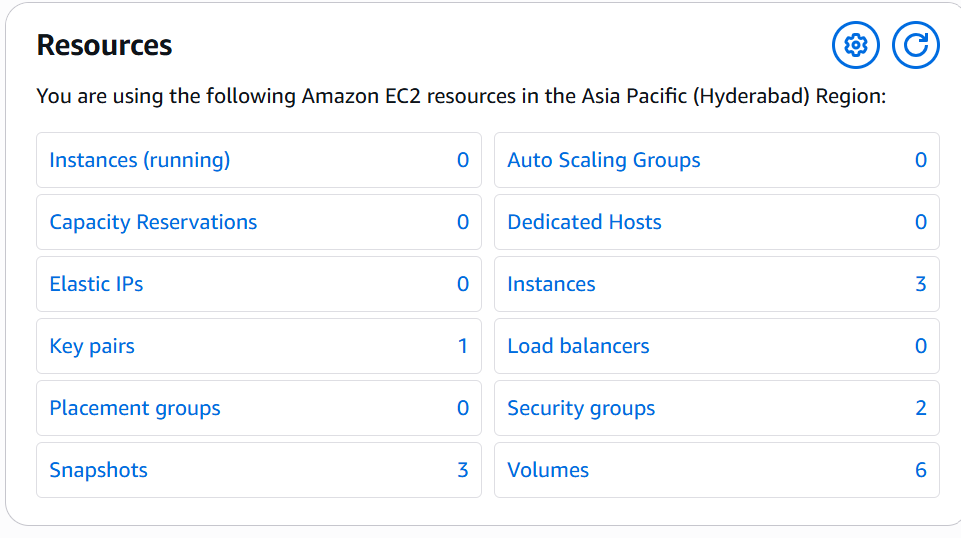 Resources
You are using the following Amazon EC2 resources in the Asia Pacific (Hyderabad) Region:
Instances (running) 0
Auto Scaling Groups 0
Capacity Reservations 0
Dedicated Hosts 0
Elastic IPs 0
Instances 3
Key pairs 1
Load balancers 0
Placement groups 0
Security groups 2
Snapshots 3
Volumes 6